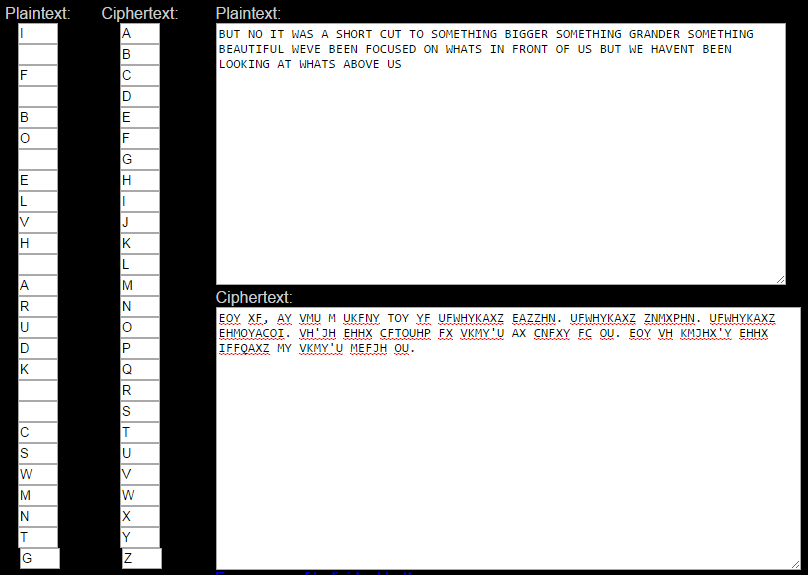 Plaintext: Ciphertext: Plaintext:
I A
B
F C
D
B E
O F
G
E H
L I
V J
H K
L
A M
R N
U O
D P
K Q
R
S
C T
S U
W V
M W
N X
T Y
G Z
BUT NO IT WAS A SHORT CUT TO SOMETHING BIGGER SOMETHING GRANDER SOMETHING
BEAUTIFUL WEVE BEEN FOCUSED ON WHATS IN FRONT OF US BUT WE HAVENT BEEN
LOOKING AT WHATS ABOVE US
Ciphertext:
EOY XF, AY VMU M UKFNY TOY YF UFWHYKAXZ EAZZHN. UFWHYKAXZ ZNMXPHN. UFWHYKAXZ
EHMOYACOI. VH'JH EHHX CFTOUHP FX VKMY'U AX CNFXY FC OU. EOY VH KMJHX'Y EHHX
IFFQAXZ MY VKMY'U MEFJH OU.